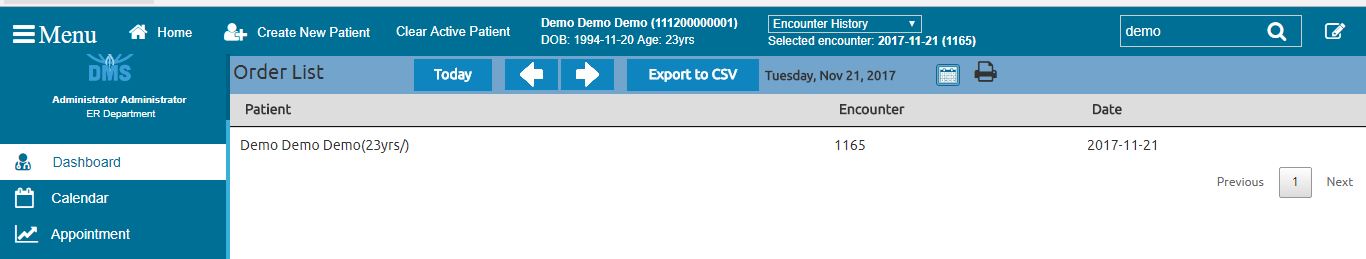 Menu
Home
Create New Patient
Clear Active Patient
Demo Demo Demo (111200000001)
DOB: 1994-11-20 Age: 23yrs
Encounter History
Selected encounter: 2017-11-21 (1165)
demo
DMS
Administrator Administrator
ER Department
Dashboard
Calendar
Appointment
Order List
Today
Export to CSV
Tuesday, Nov 21, 2017
Patient Encounter Date
Demo Demo Demo(23yrs/) 1165 2017-11-21
Previous 1 Next